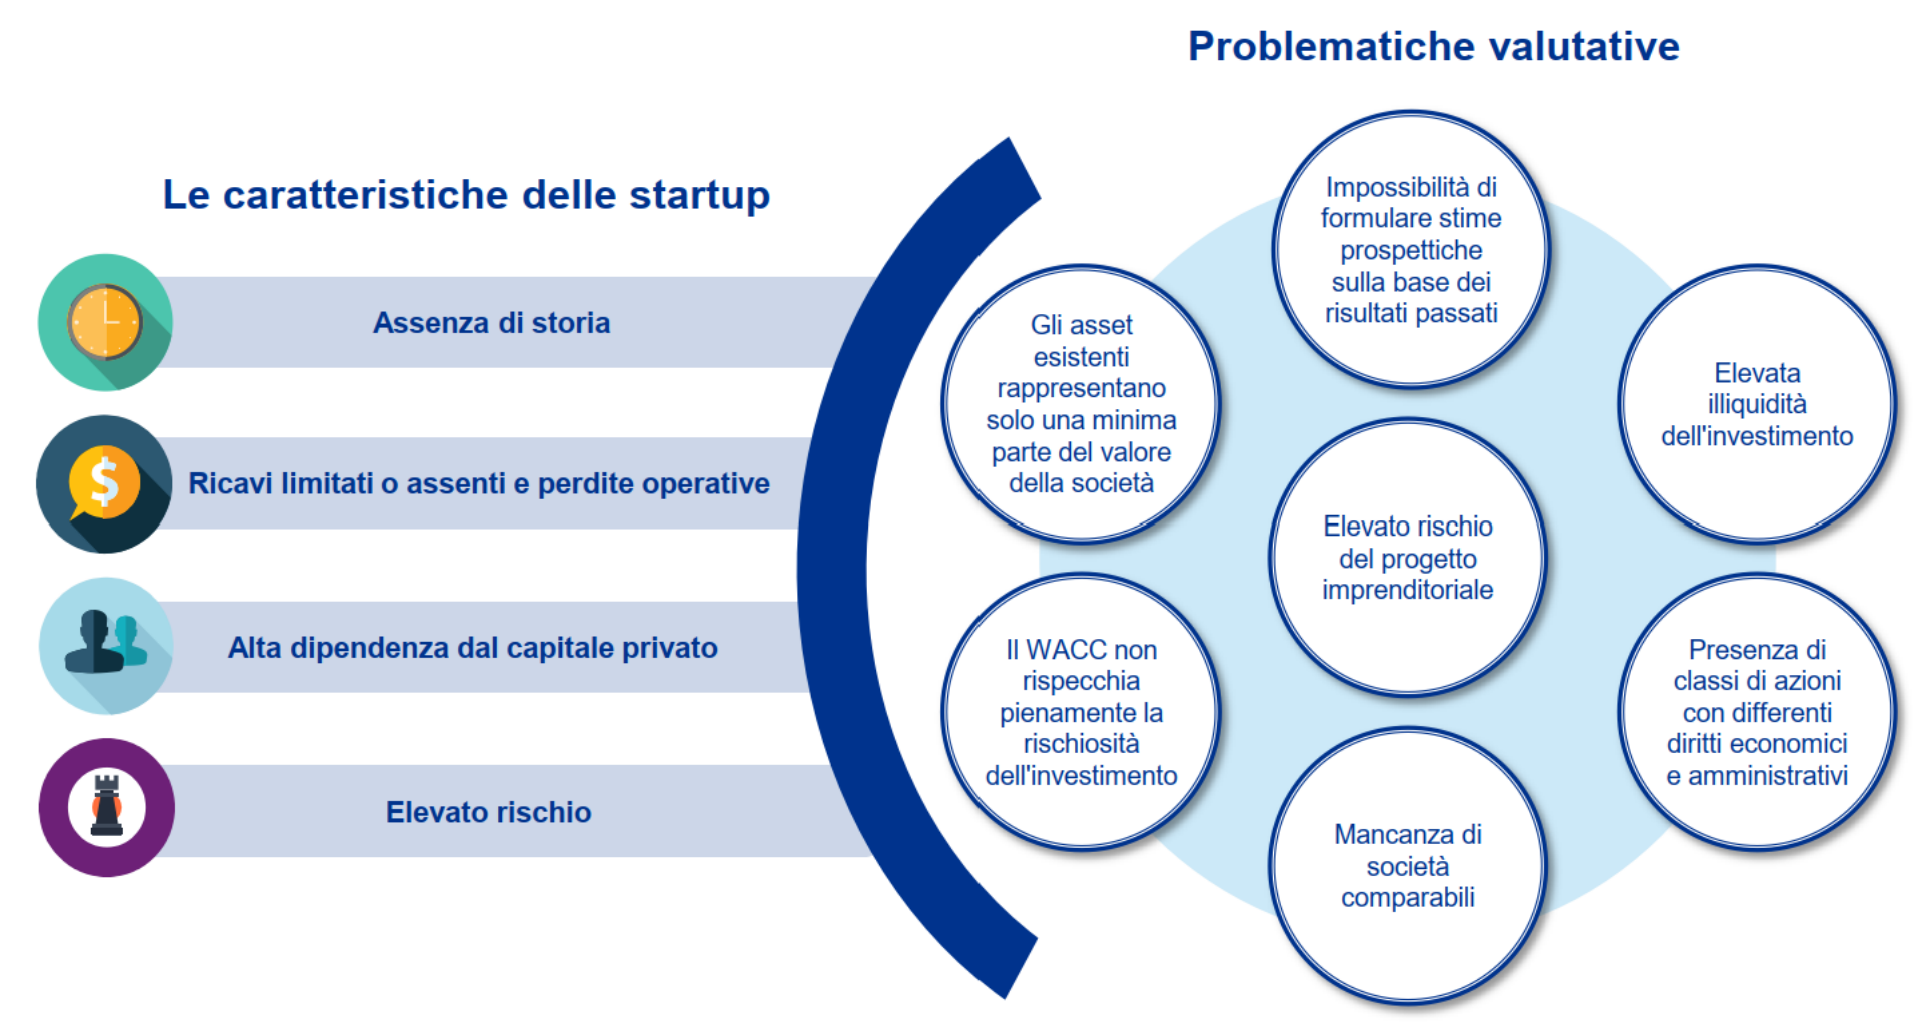 Problematiche valutative
Le caratteristiche delle startup
Assenza di storia
$
Ricavi limitati o assenti e perdite operative
Alta dipendenza dal capitale privato
Elevato rischio
Impossibilità di
formulare stime
prospettiche
sulla base dei
risultati passati
Gli asset
esistenti
rappresentano
solo una minima
parte del valore
della società
Elevata
illiquidità
dell'investimento
Elevato rischio
del progetto
imprenditoriale
Il WACC non
rispecchia
pienamente la
rischiosità
dell'investimento
Presenza di
classi di azioni
con differenti
diritti economici
e amministrativi
Mancanza di
società
comparabili